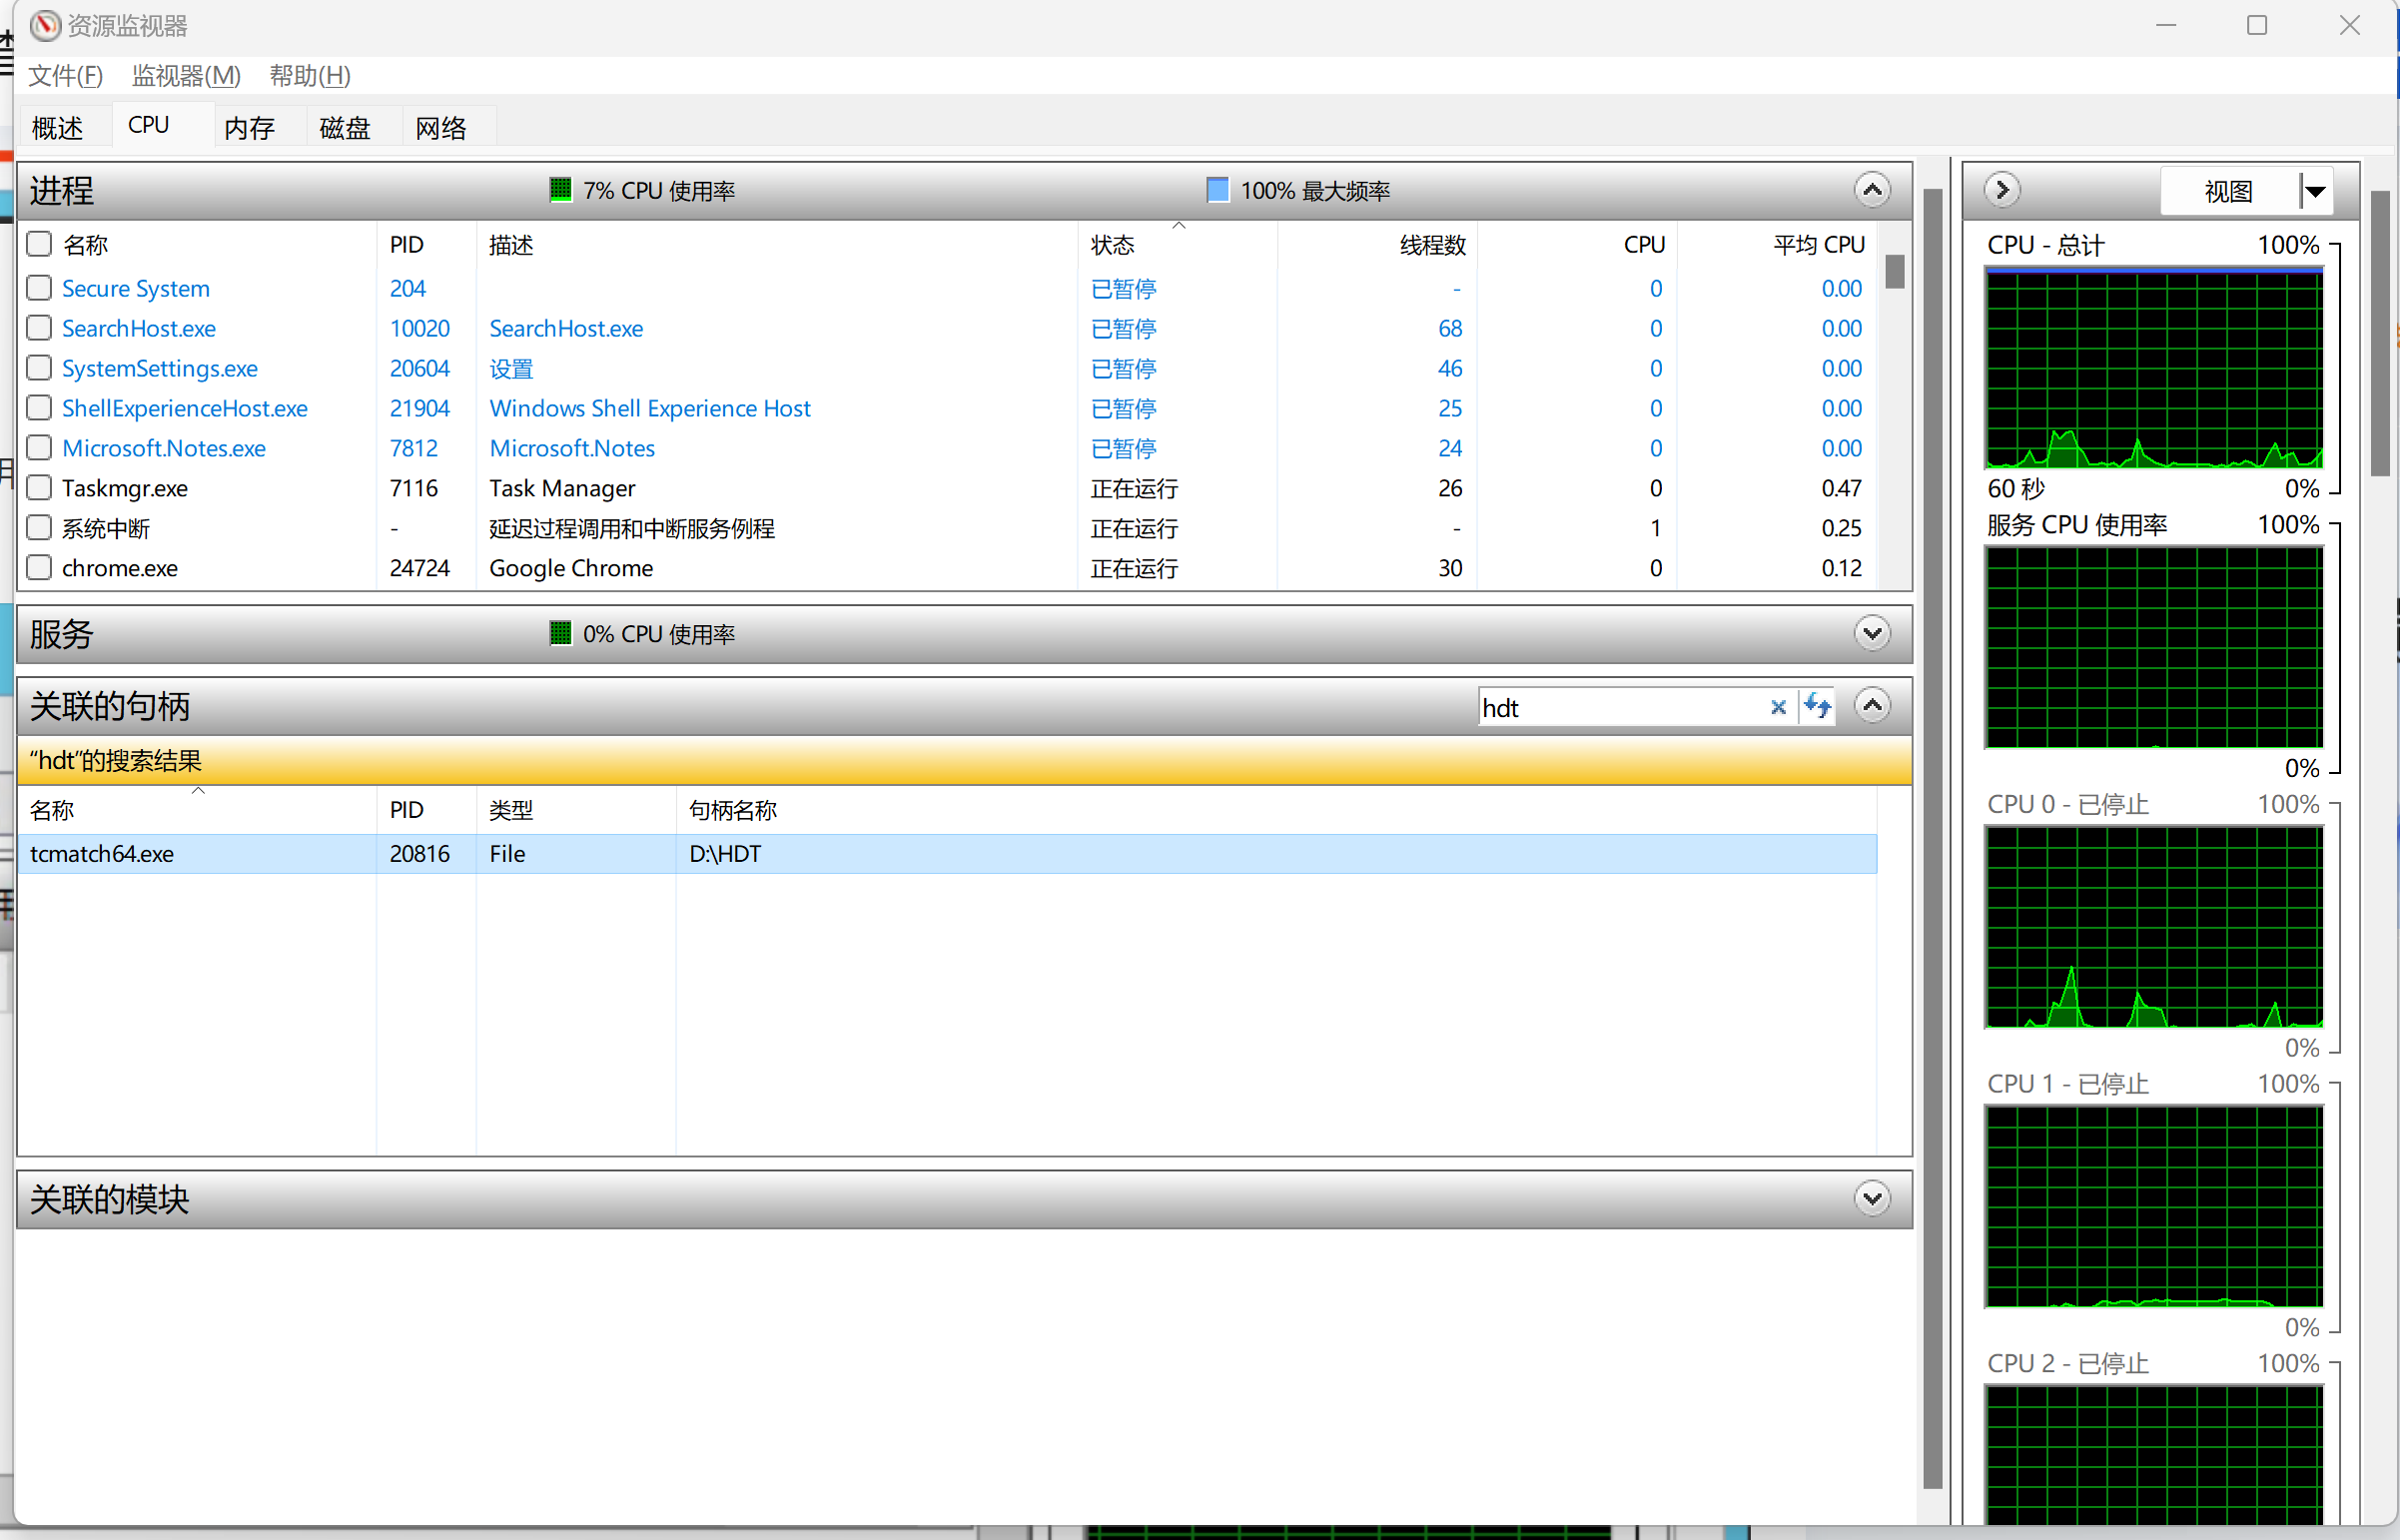 资源监视器
文件(F) 监视器(M) 帮助(H)
概述 CPU 内存 磁盘 网络
进程 7% CPU 使用率 100% 最大频率
名称 PID 描述 状态 线程数 CPU 平均 CPU
Secure System 204 已暂停 - 0 0.00
SearchHost.exe 10020 SearchHost.exe 已暂停 68 0 0.00
SystemSettings.exe 20604 设置 已暂停 46 0 0.00
ShellExperienceHost.exe 21904 Windows Shell Experience Host 已暂停 25 0 0.00
Microsoft.Notes.exe 7812 Microsoft.Notes 已暂停 24 0 0.00
Taskmgr.exe 7116 Task Manager 正在运行 26 0 0.47
系统中断 - 延迟过程调用和中断服务例程 正在运行 - 1 0.25
chrome.exe 24724 Google Chrome 正在运行 30 0 0.12
服务 0% CPU 使用率
关联的句柄 hdt
“hdt”的搜索结果
名称 PID 类型 句柄名称
tcmatch64.exe 20816 File D:\HDT
关联的模块
视图
CPU - 总计 100%
60 秒 0%
服务 CPU 使用率 100%
0%
CPU 0 - 已停止 100%
0%
CPU 1 - 已停止 100%
0%
CPU 2 - 已停止 100%